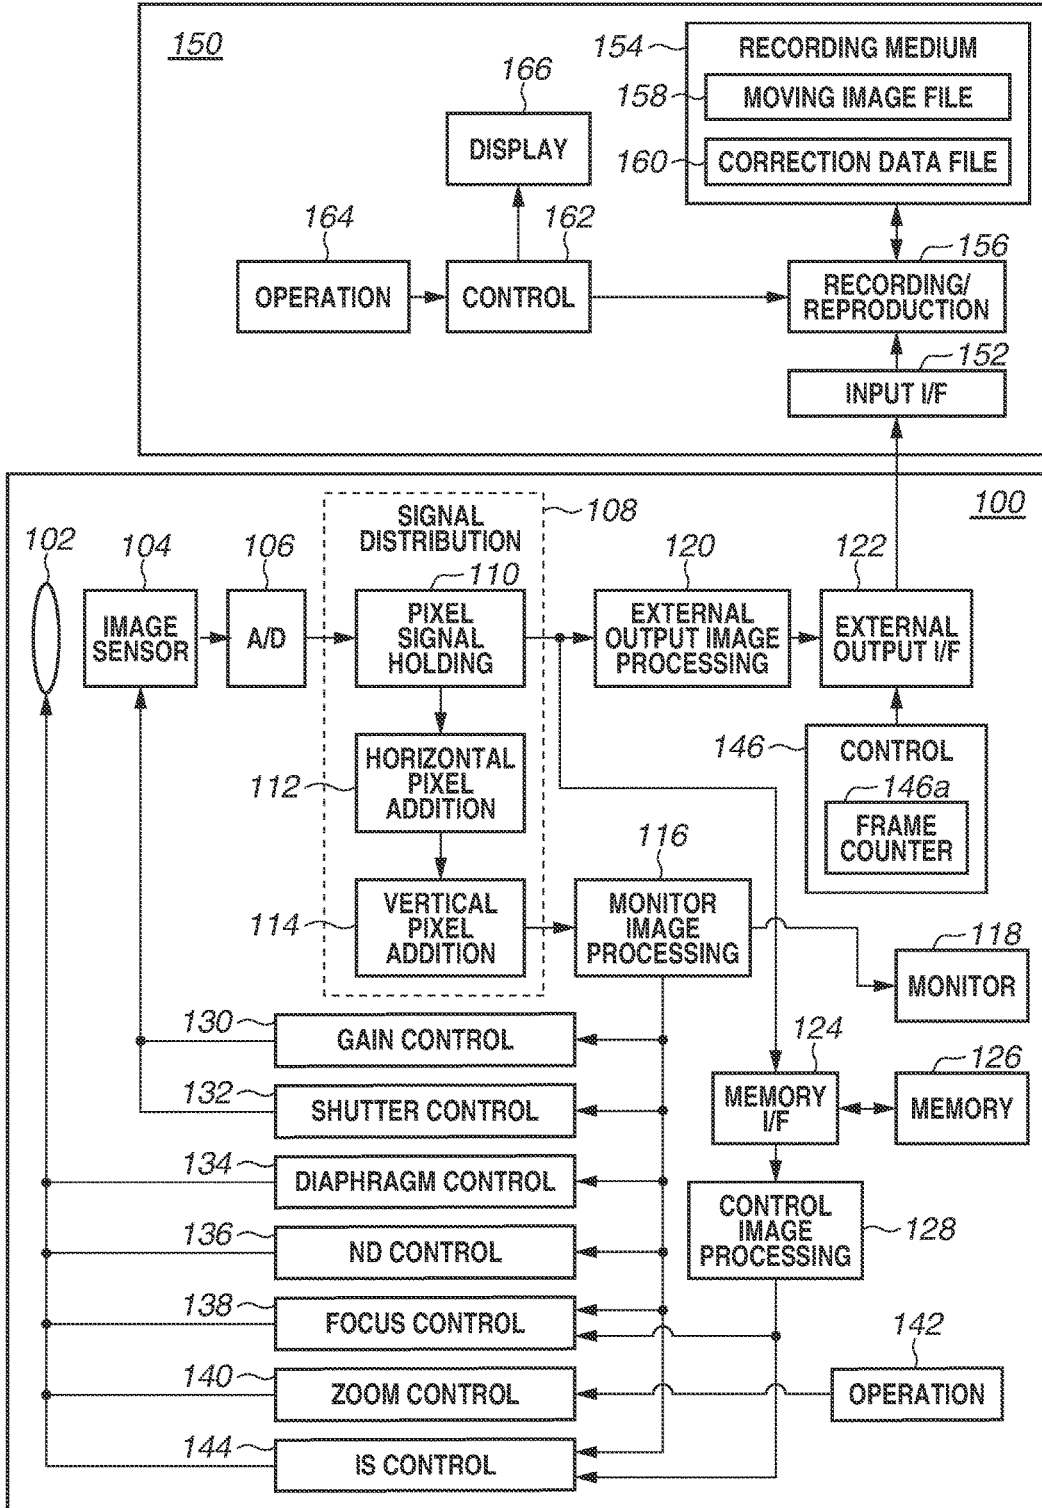 150
154
RECORDING MEDIUM
158
MOVING IMAGE FILE
160
CORRECTION DATA FILE
166
DISPLAY
164
OPERATION
162
CONTROL
156
RECORDING/
REPRODUCTION
152
INPUT I/F
100
102
104
IMAGE
SENSOR
106
A/D
SIGNAL
DISTRIBUTION
108
110
PIXEL
SIGNAL
HOLDING
120
EXTERNAL
OUTPUT IMAGE
PROCESSING
122
EXTERNAL
OUTPUT I/F
146
CONTROL
146a
FRAME
COUNTER
112
HORIZONTAL
PIXEL
ADDITION
114
VERTICAL
PIXEL
ADDITION
116
MONITOR
IMAGE
PROCESSING
118
MONITOR
130
GAIN CONTROL
124
MEMORY
I/F
126
MEMORY
132
SHUTTER CONTROL
134
DIAPHRAGM CONTROL
CONTROL
IMAGE
PROCESSING
128
136
ND CONTROL
138
FOCUS CONTROL
142
OPERATION
140
ZOOM CONTROL
144
IS CONTROL